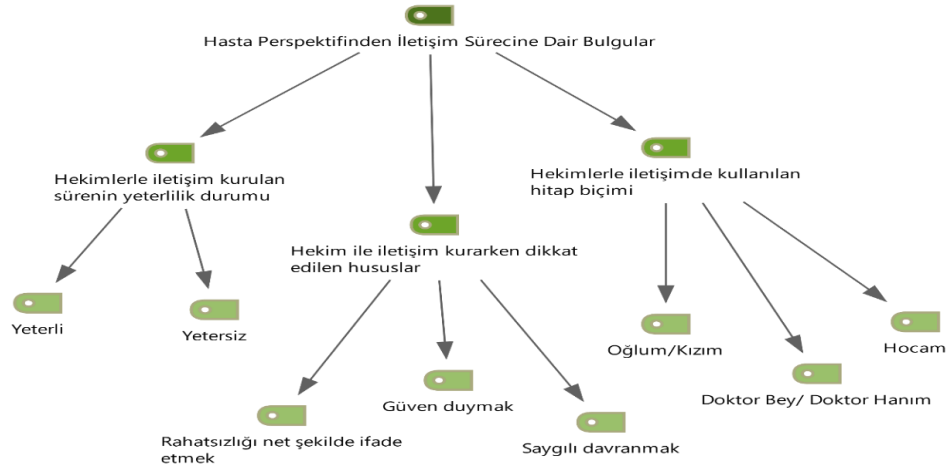 Hasta Perspektifinden İletişim Sürecine Dair Bulgular
Hekimlerle iletişim kurulan
sürenin yeterlilik durumu
Hekimlerle iletişimde kullanılan
hitap biçimi
Hekim ile iletişim kurarken dikkat
edilen hususlar
Yeterli
Yetersiz
Oğlum/Kızım
Hocam
Güven duymak
Doktor Bey/ Doktor Hanım
Rahatsızlığı net şekilde ifade
etmek
Saygılı davranmak